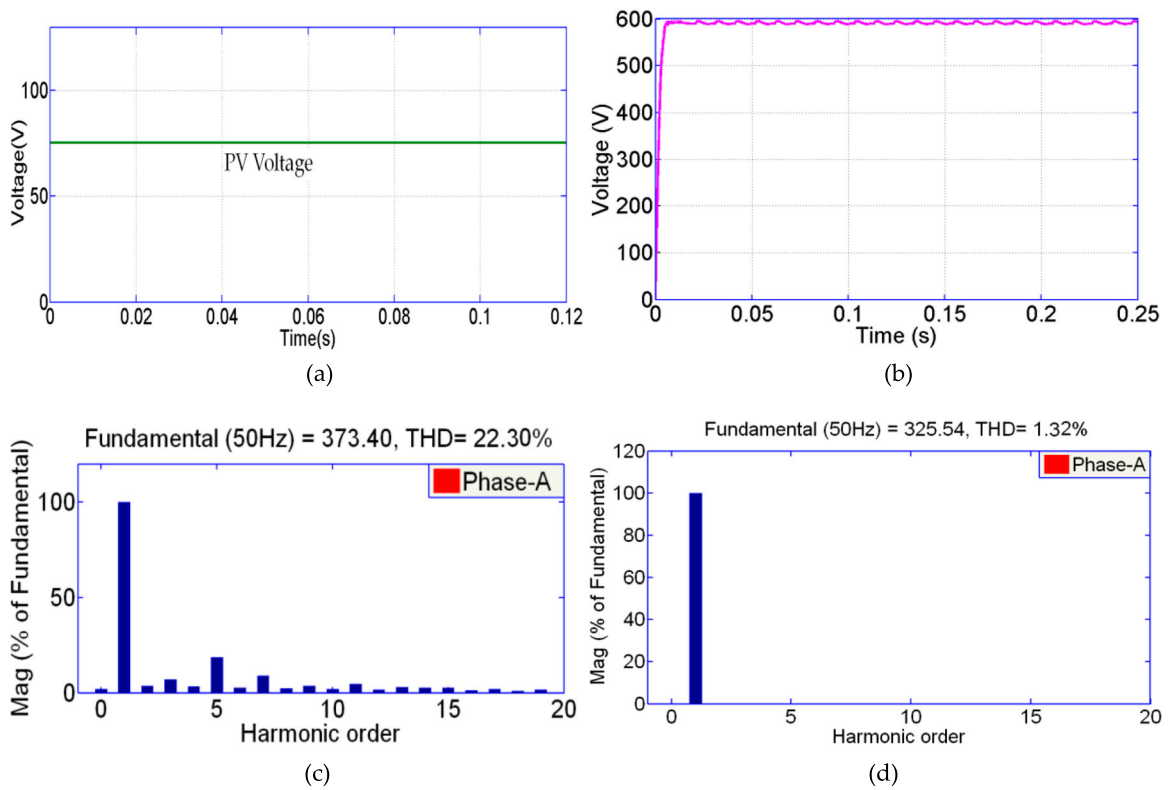 100
50
0
Voltage(V)
PV Voltage
0 0.02 0.04 0.06 0.08 0.1 0.12
Time(s)
(a)
600
500
400
300
200
100
0
Voltage (V)
0 0.05 0.1 0.15 0.2 0.25
Time (s)
(b)
Fundamental (50Hz) = 373.40, THD= 22.30%
Phase-A
100
50
0
Mag (% of Fundamental)
0 5 10 15 20
Harmonic order
(c)
Fundamental (50Hz) = 325.54, THD= 1.32%
Phase-A
120
100
80
60
40
20
0
Mag (% of Fundamental)
0 5 10 15 20
Harmonic order
(d)